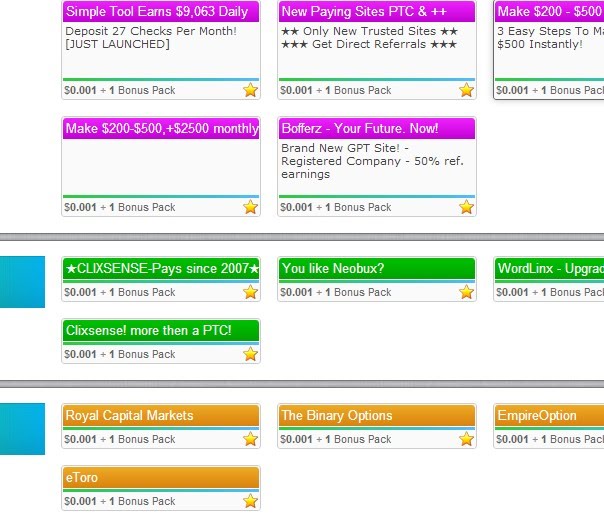 Simple Tool Earns $9,063 Daily
Deposit 27 Checks Per Month!
[JUST LAUNCHED]
$0.001 + 1 Bonus Pack
New Paying Sites PTC & ++
★★ Only New Trusted Sites ★★
★★★ Get Direct Referrals ★★★
$0.001 + 1 Bonus Pack
Make $200 - $500
3 Easy Steps To
$500 Instantly!
$0.001 + 1 Bonus Pack
Make $200-$500,+$2500 monthly
$0.001 + 1 Bonus Pack
Bofferz - Your Future. Now!
Brand New GPT Site! -
Registered Company - 50% ref.
earnings
$0.001 + 1 Bonus Pack
★CLIXSENSE-Pays since 2007★
$0.001 + 1 Bonus Pack
You like Neobux?
$0.001 + 1 Bonus Pack
WordLinx - Upgrad
$0.001 + 1 Bonus Pack
Clixsense! more then a PTC!
$0.001 + 1 Bonus Pack
Royal Capital Markets
$0.001 + 1 Bonus Pack
The Binary Options
$0.001 + 1 Bonus Pack
EmpireOption
$0.001 + 1 Bonus Pack
eToro
$0.001 + 1 Bonus Pack